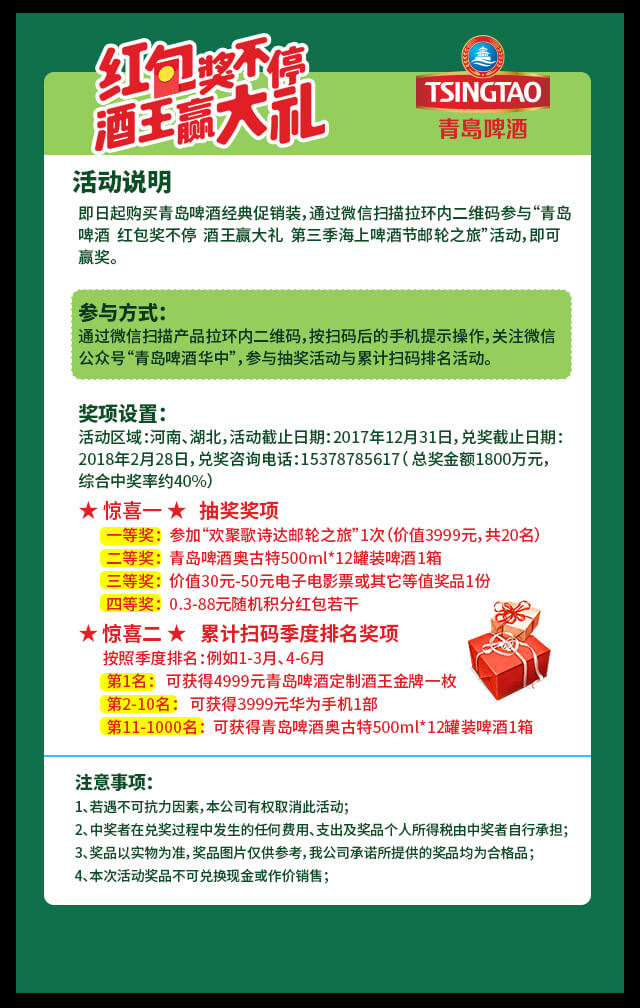 红包奖不停
酒王赢大礼
TSINGTAO
青岛啤酒
活动说明
即日起购买青岛啤酒经典促销装，通过微信扫描拉环内二维码参与“青岛
啤酒 红包奖不停 酒王赢大礼 第三季海上啤酒节邮轮之旅”活动，即可
赢奖。
参与方式：
通过微信扫描产品拉环内二维码，按扫码后的手机提示操作，关注微信
公众号“青岛啤酒华中”，参与抽奖活动与累计扫码排名活动。
奖项设置：
活动区域：河南、湖北，活动截止日期：2017年12月31日，兑奖截止日期：
2018年2月28日，兑奖咨询电话：15378785617（总奖金额1800万元，
综合中奖率约40%）
★ 惊喜一 ★ 抽奖奖项
一等奖：参加“欢聚歌诗达邮轮之旅”1次（价值3999元，共20名）
二等奖：青岛啤酒奥古特500ml*12罐装啤酒1箱
三等奖：价值30元-50元电子电影票或其它等值奖品1份
四等奖：0.3-88元随机积分红包若干
★ 惊喜二 ★ 累计扫码季度排名奖项
按照季度排名：例如1-3月、4-6月
第1名：可获得4999元青岛啤酒定制酒王金牌一枚
第2-10名：可获得3999元华为手机1部
第11-1000名：可获得青岛啤酒奥古特500ml*12罐装啤酒1箱
注意事项：
1、若遇不可抗力因素，本公司有权取消此活动；
2、中奖者在兑奖过程中发生的任何费用、支出及奖品个人所得税由中奖者自行承担；
3、奖品以实物为准，奖品图片仅供参考，我公司承诺所提供的奖品均为合格品；
4、本次活动奖品不可兑换现金或作价销售；